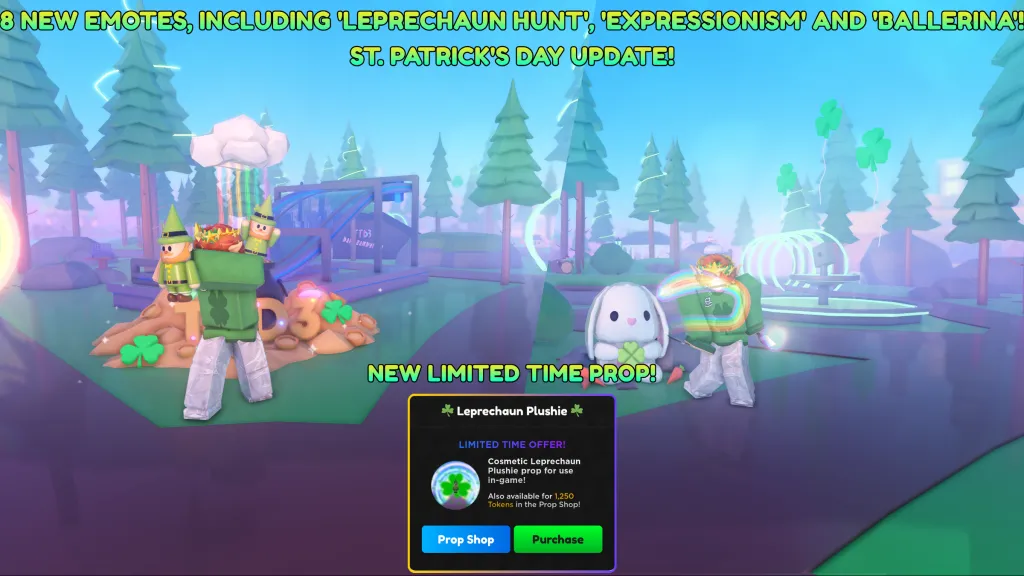 8 NEW EMOTES, INCLUDING 'LEPRECHAUN HUNT', 'EXPRESSIONISM' AND 'BALLERINA'!
ST. PATRICK'S DAY UPDATE!
NEW LIMITED TIME PROP!
Leprechaun Plushie
LIMITED TIME OFFER!
Cosmetic Leprechaun
Plushie prop for use
in-game!
Also available for 1,250
Tokens in the Prop Shop!
Prop Shop
Purchase